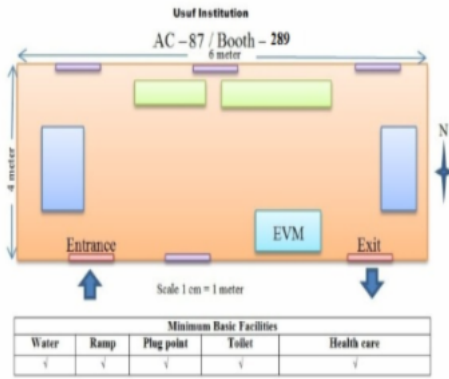 Usuf Institution
AC – 87 / Booth – 289
6 meter
4 meter
N
EVM
Entrance
Exit
Scale 1 cm = 1 meter
Minimum Basic Facilities
Water Ramp Plug point Toilet Health care
√ √ √ √ √